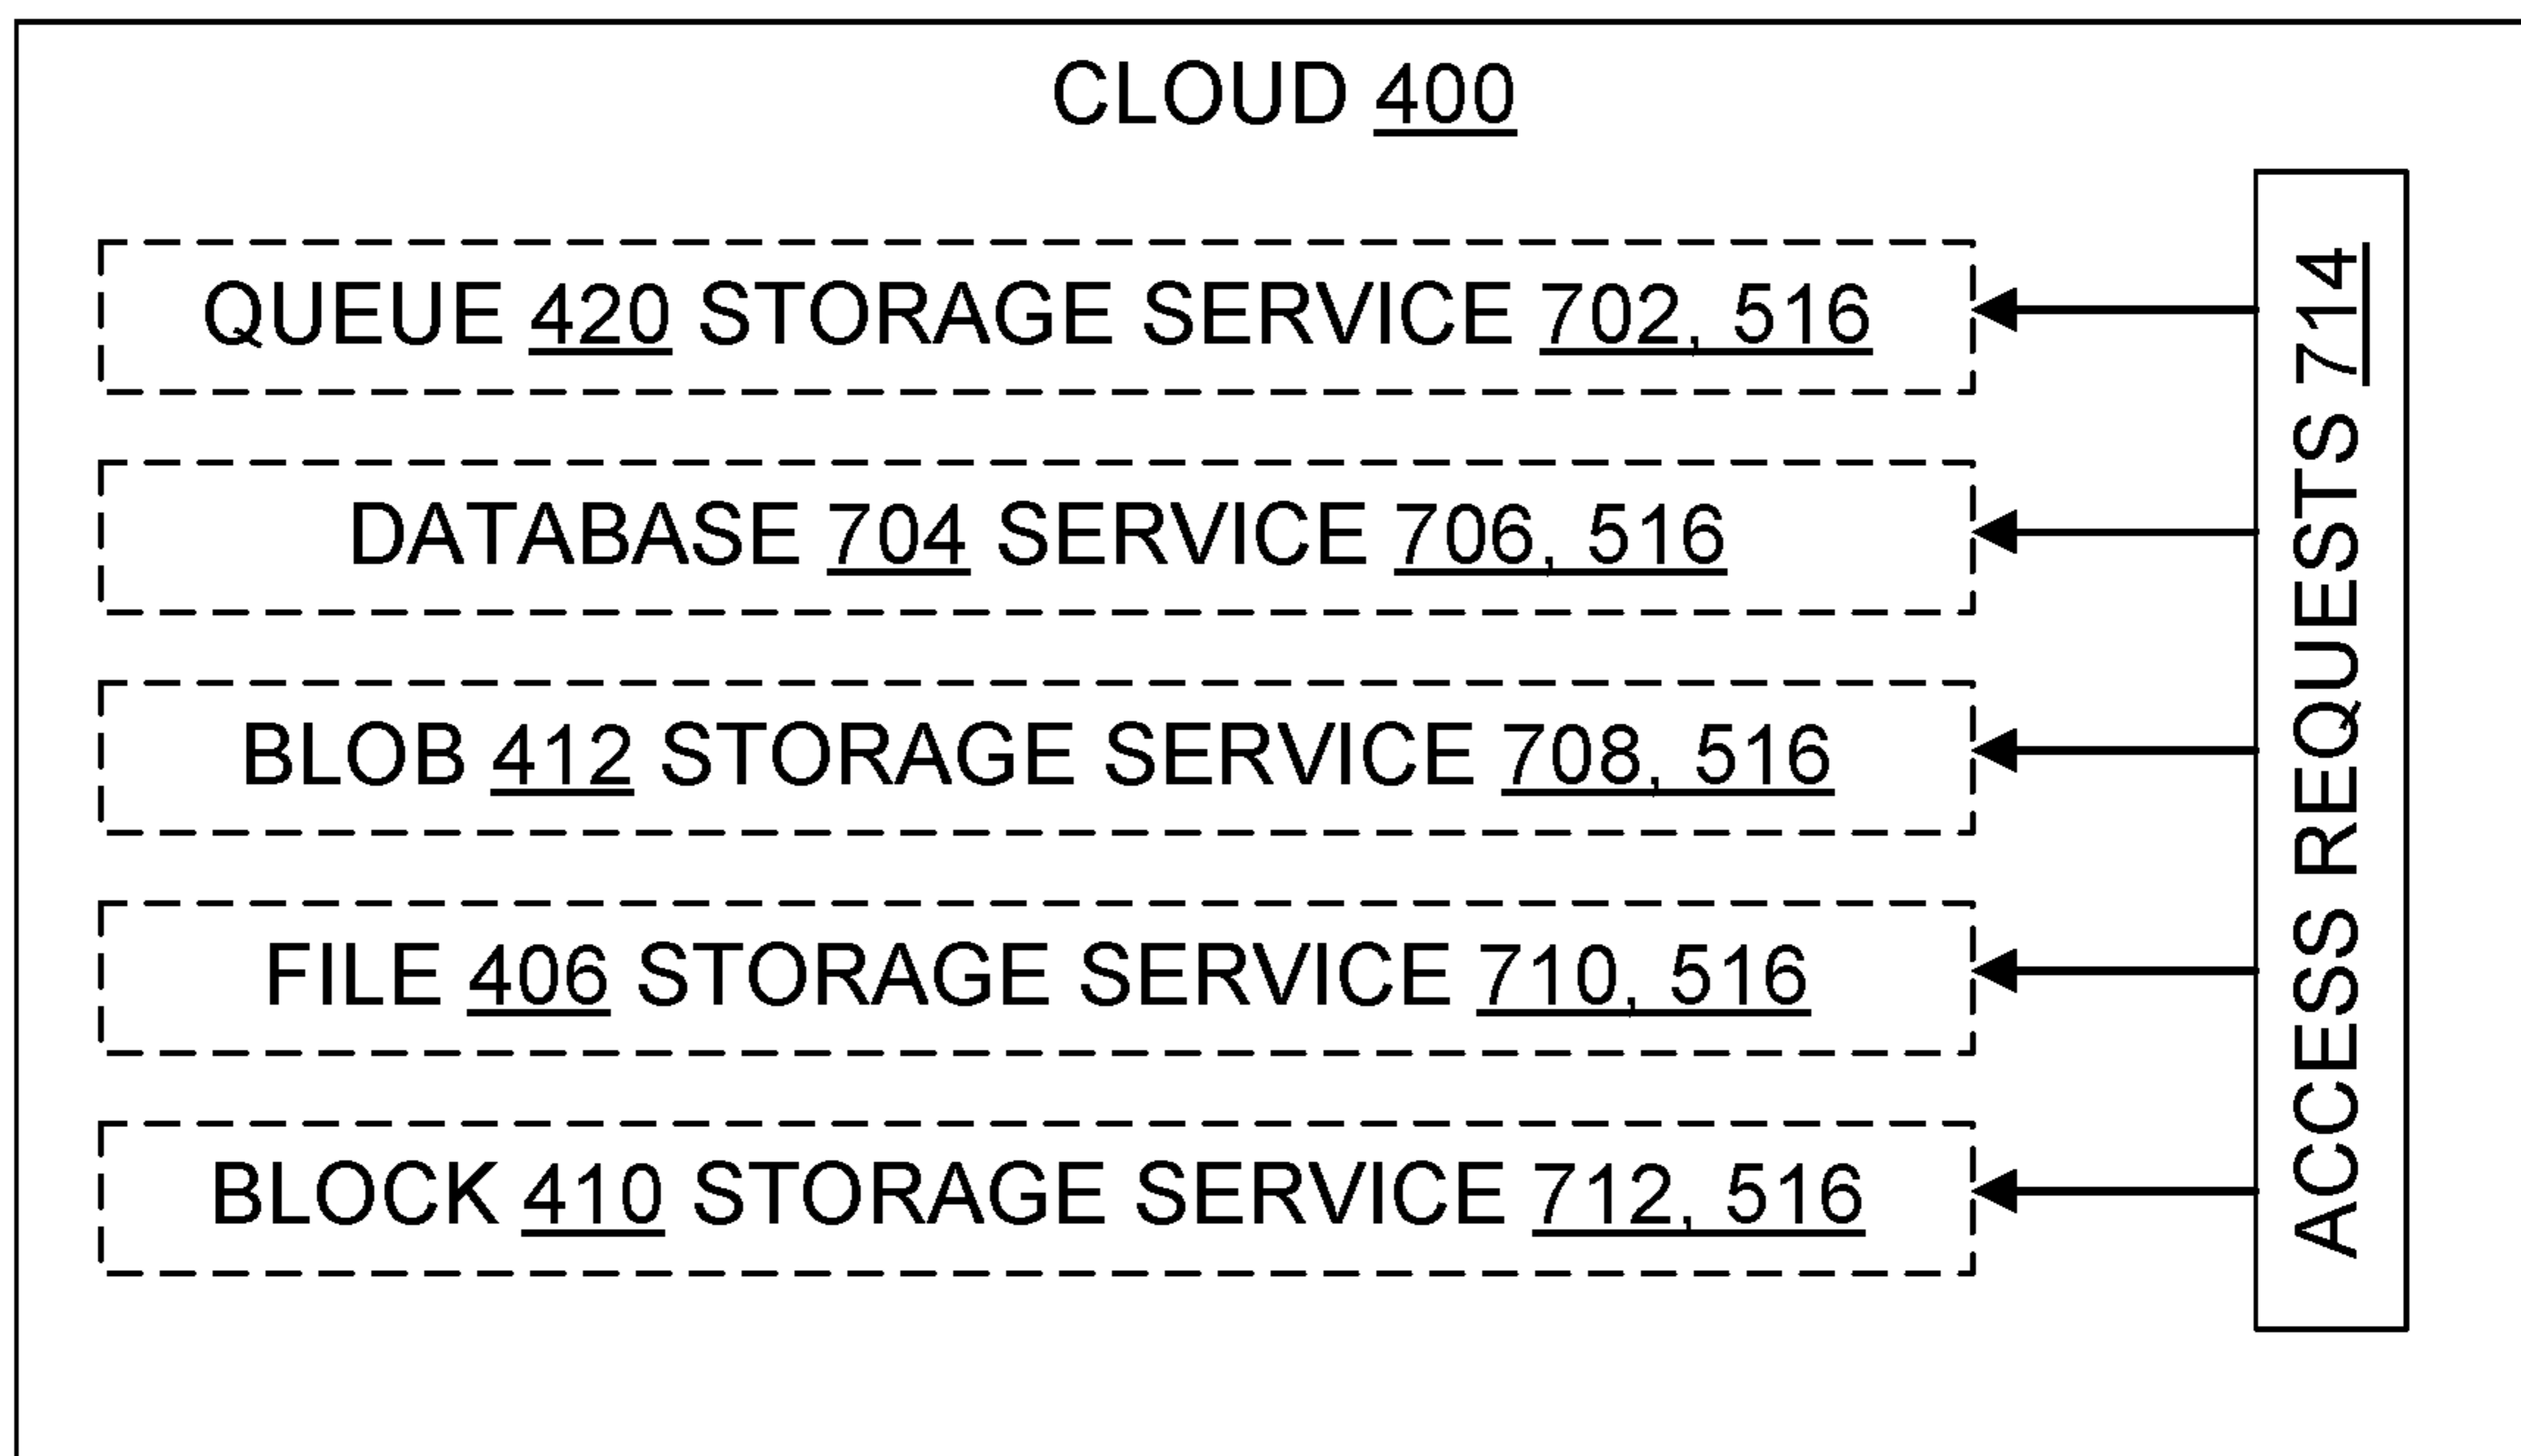 CLOUD 400
QUEUE 420 STORAGE SERVICE 702, 516
DATABASE 704 SERVICE 706, 516
BLOB 412 STORAGE SERVICE 708, 516
FILE 406 STORAGE SERVICE 710, 516
BLOCK 410 STORAGE SERVICE 712, 516
ACCESS REQUESTS 714